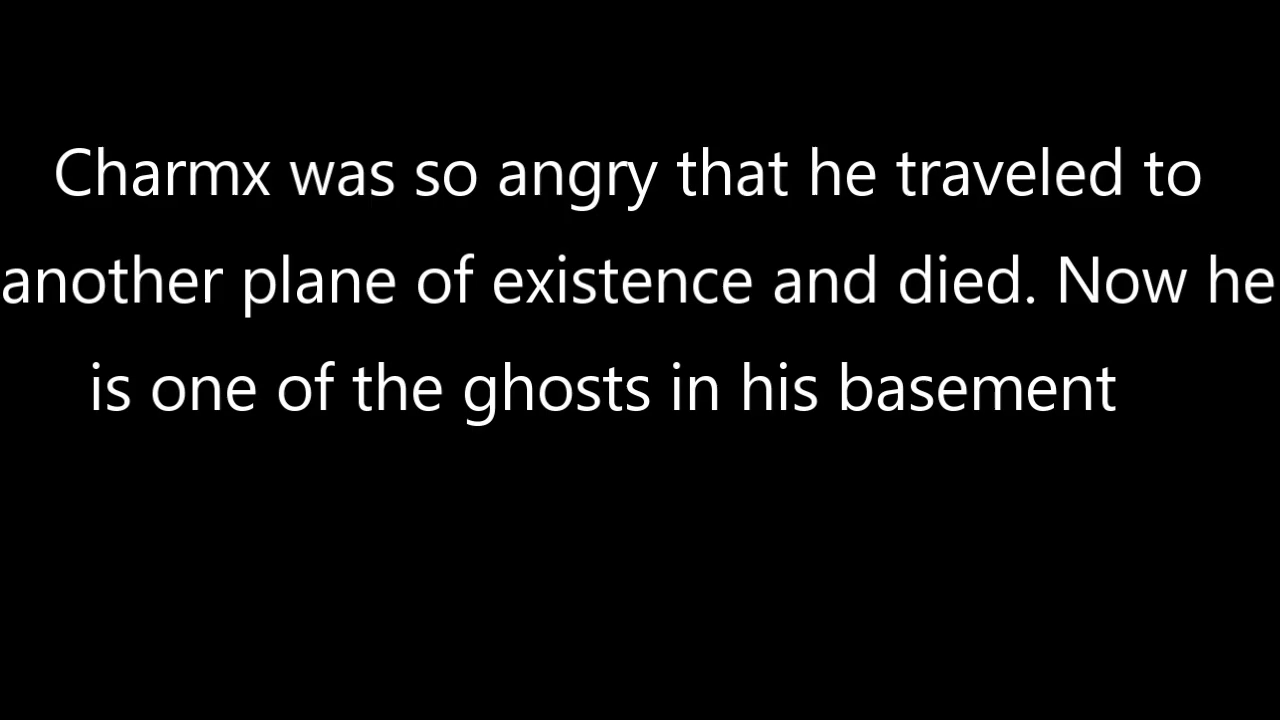 Charmx was so angry that he traveled to
another plane of existence and died. Now he
is one of the ghosts in his basement